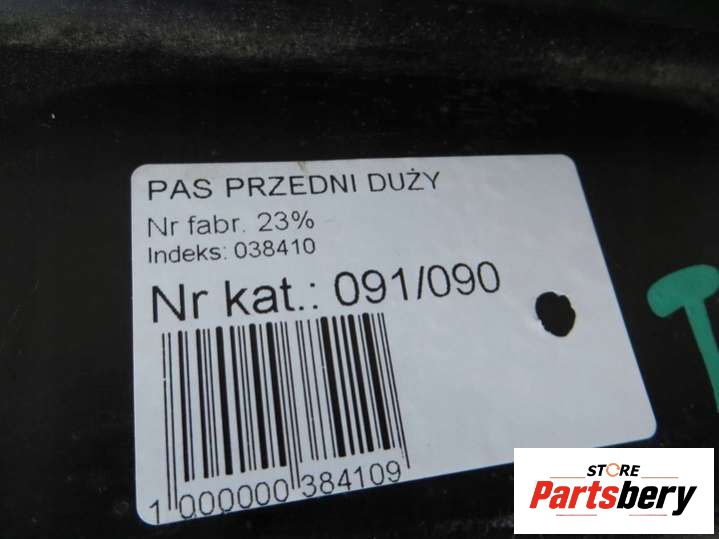 PAS PRZEDNI DUŻY
Nr fabr. 23%
Indeks: 038410
Nr kat.: 091/090
1 000000 384109
STORE
Partsbery